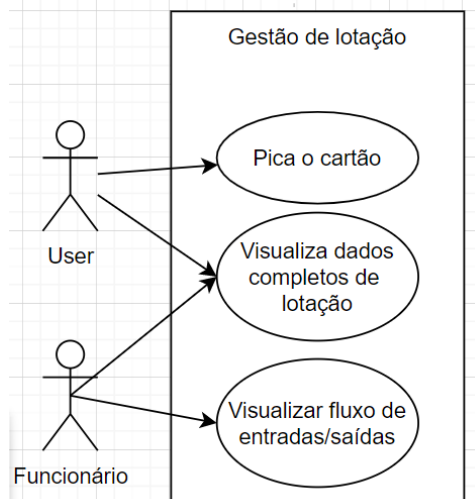 Gestão de lotação
Pica o cartão
User
Visualiza dados
completos de
lotação
Visualizar fluxo de
entradas/saídas
Funcionário